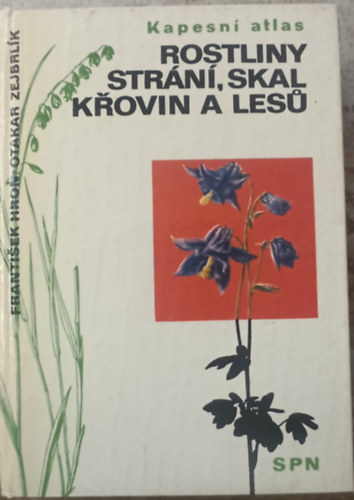 Kapesní atlas
ROSTLINY
STRÁNÍ, SKAL
KŘOVIN A LESŮ
FRANTIŠEK HRON·OTAKAR ZEJBRLÍK
SPN